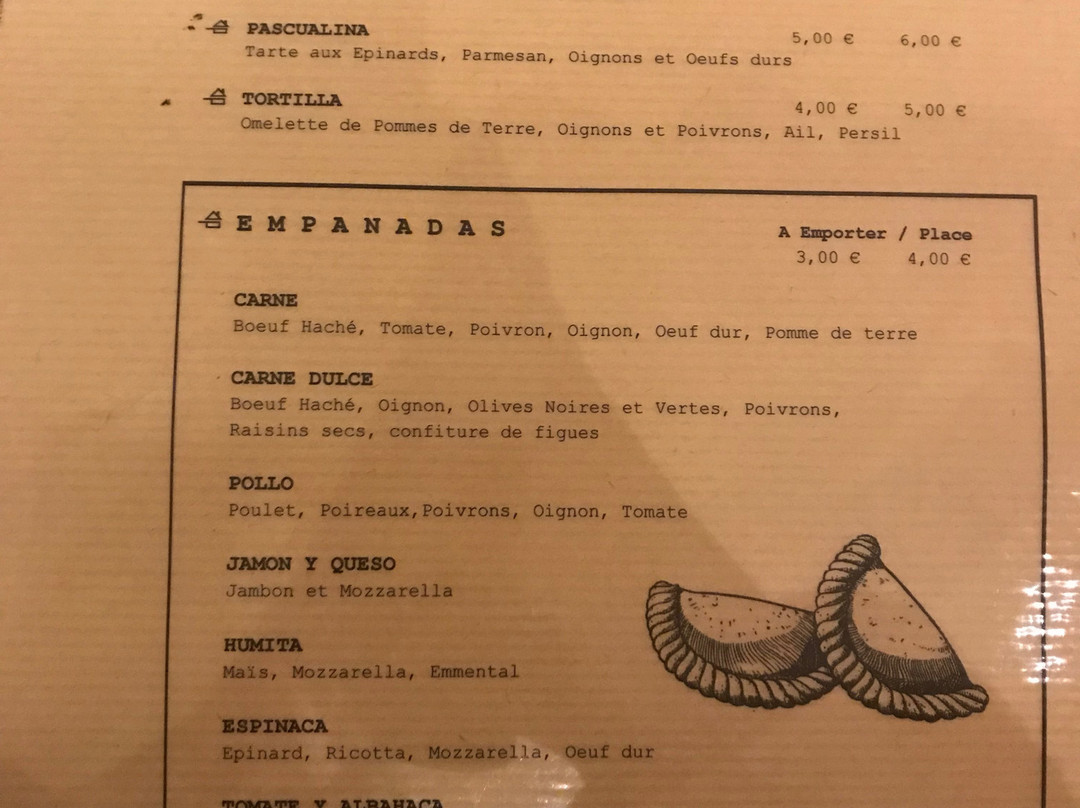 PASCUALINA 5,00 € 6,00 €
Tarte aux Epinards, Parmesan, Oignons et Oeufs durs
TORTILLA 4,00 € 5,00 €
Omelette de Pommes de Terre, Oignons et Poivrons, Ail, Persil
EMPANADAS A Emporter / Place
3,00 € 4,00 €
CARNE
Boeuf Haché, Tomate, Poivron, Oignon, Oeuf dur, Pomme de terre
CARNE DULCE
Boeuf Haché, Oignon, Olives Noires et Vertes, Poivrons,
Raisins secs, confiture de figues
POLLO
Poulet, Poireaux,Poivrons, Oignon, Tomate
JAMON Y QUESO
Jambon et Mozzarella
HUMITA
Maïs, Mozzarella, Emmental
ESPINACA
Epinard, Ricotta, Mozzarella, Oeuf dur
TOMATE Y ALBAHACA